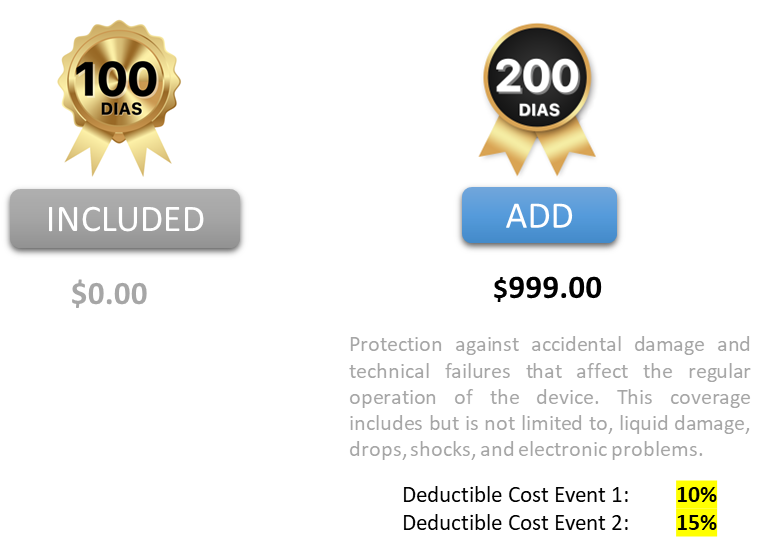 100
DIAS
INCLUDED
$0.00
200
DIAS
ADD
$999.00
Protection against accidental damage and
technical failures that affect the regular
operation of the device. This coverage
includes but is not limited to, liquid damage,
drops, shocks, and electronic problems.
Deductible Cost Event 1: 10%
Deductible Cost Event 2: 15%